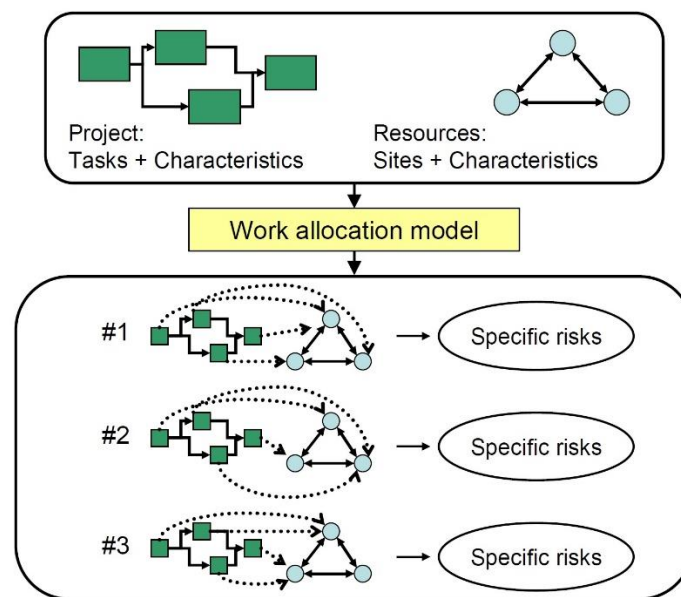 Project:
Tasks + Characteristics
Resources:
Sites + Characteristics
Work allocation model
#1
Specific risks
#2
Specific risks
#3
Specific risks